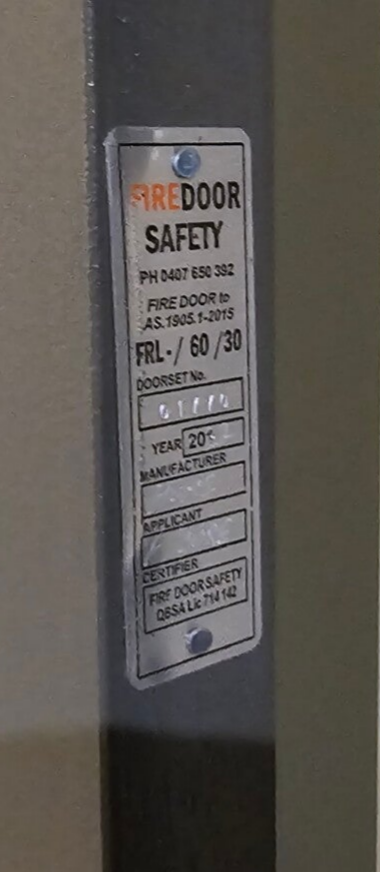 FIREDOOR
SAFETY
PH 0407 650 392
FIRE DOOR to
AS.1905.1-2015
FRL-/ 60 /30
DOORSET No.
YEAR
MANUFACTURER
APPLICANT
CERTIFIER
FIRE DOOR SAFETY
QBSA Lic 714 142